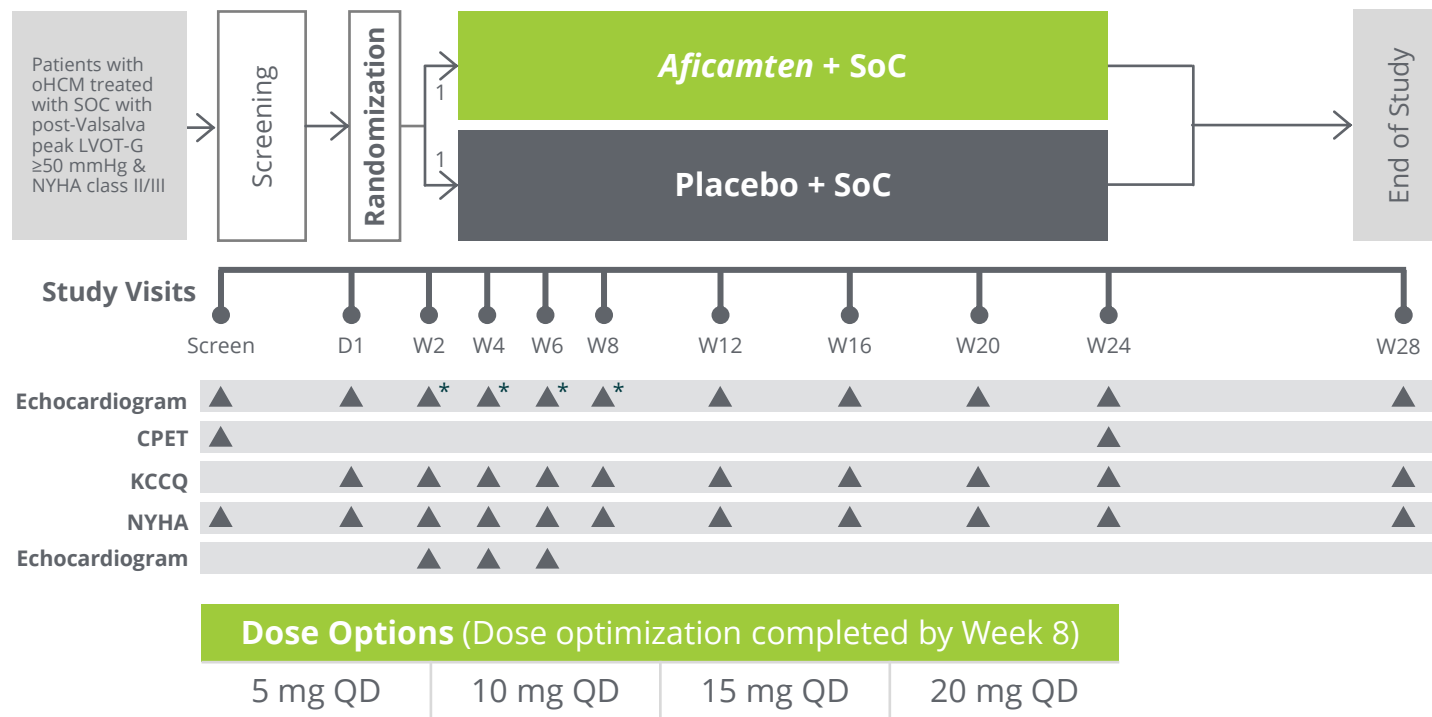 Patients with
oHCM treated
with SOC with
post-Valsalva
peak LVOT-G
≥50 mmHg &
NYHA class II/III
Screening
Randomization
1
1
Aficamten + SoC
Placebo + SoC
End of Study
Study Visits
Screen D1 W2 W4 W6 W8 W12 W16 W20 W24 W28
Echocardiogram * * * *
CPET
KCCQ
NYHA
Echocardiogram
Dose Options (Dose optimization completed by Week 8)
5 mg QD 10 mg QD 15 mg QD 20 mg QD